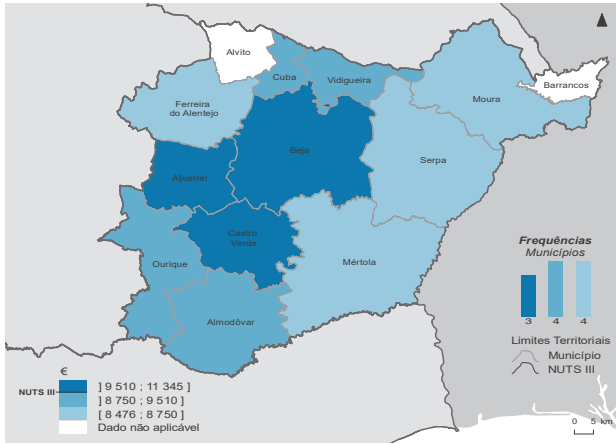 Alvito
Cuba
Vidigueira
Barrancos
Moura
Ferreira
do Alentejo
Beja
Serpa
Aljustrel
Castro
Verde
Ourique
Mértola
Almodôvar
Frequências
Municípios
3 4 4
Limites Territoriais
Município
NUTS III
0 5 km
€
NUTS III
] 9 510 ; 11 345 ]
] 8 750 ; 9 510 ]
[ 8 476 ; 8 750 ]
Dado não aplicável